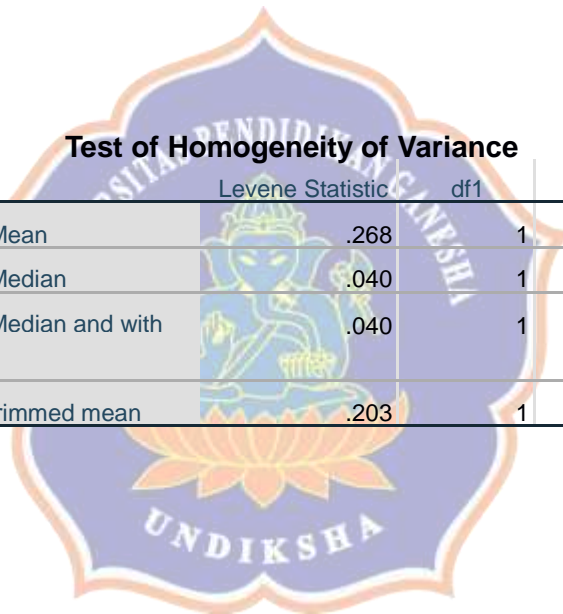 Test of Homogeneity of Variance
Levene Statistic df1
Mean .268 1
Median .040 1
Median and with .040 1
rimmed mean .203 1
UNDIKSHA